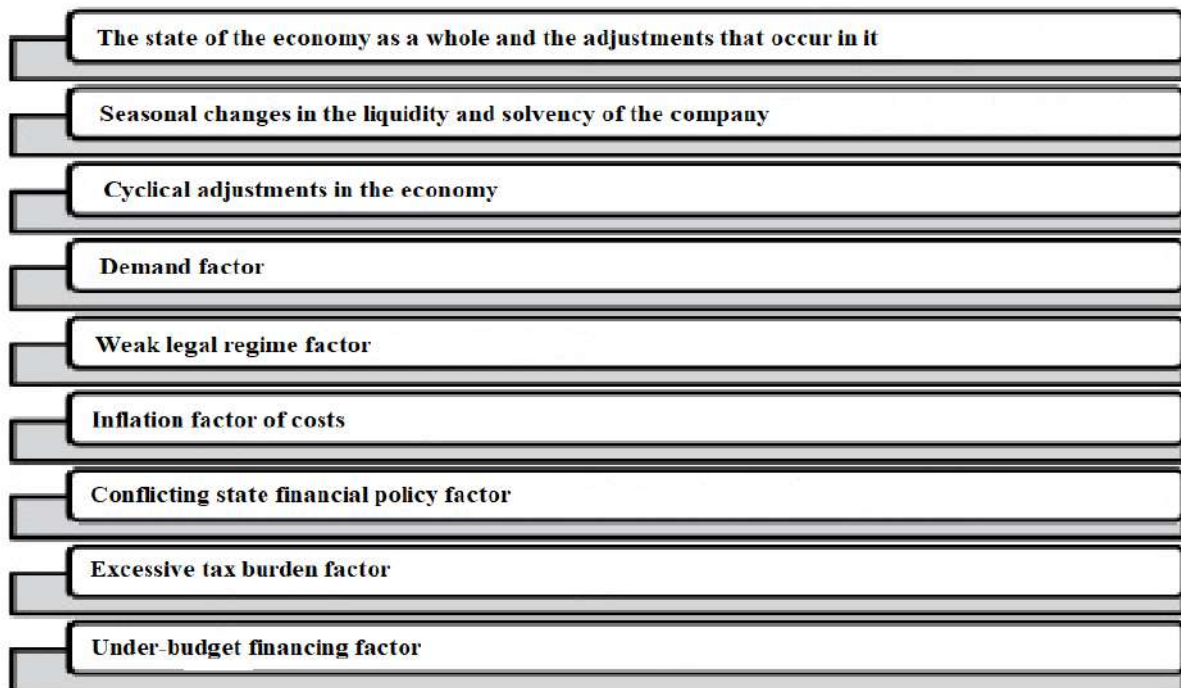 The state of the economy as a whole and the adjustments that occur in it
Seasonal changes in the liquidity and solvency of the company
Cyclical adjustments in the economy
Demand factor
Weak legal regime factor
Inflation factor of costs
Conflicting state financial policy factor
Excessive tax burden factor
Under-budget financing factor